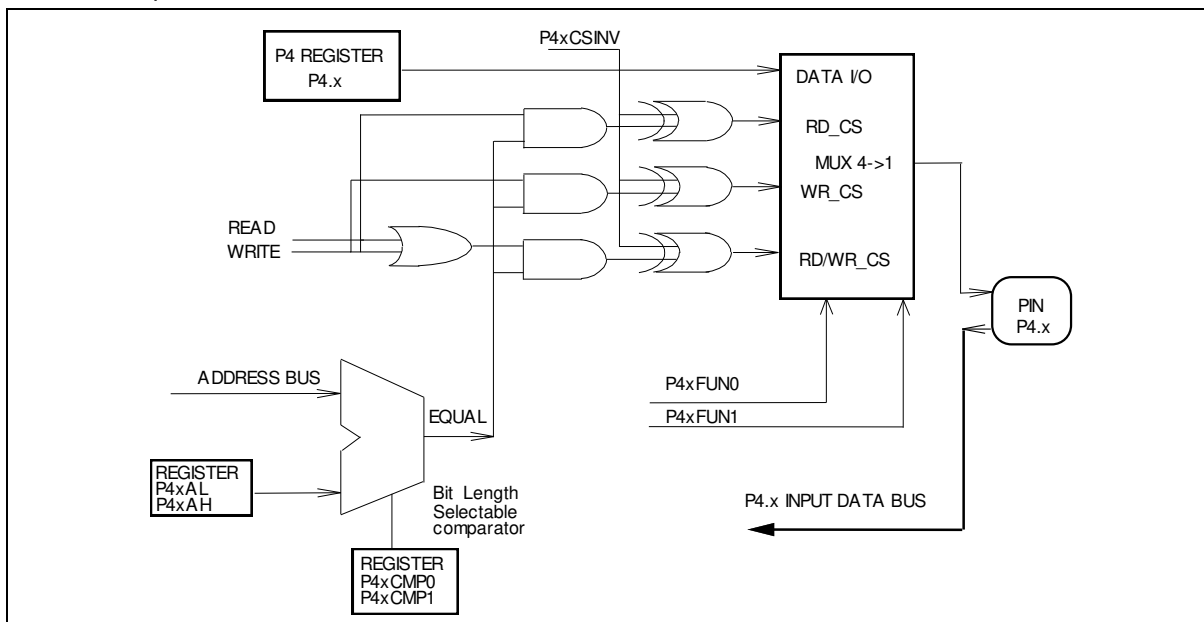 P4 REGISTER
P4.x
P4xCSINV
DATA I/O
RD_CS
MUX 4->1
WR_CS
RD/WR_CS
READ
WRITE
PIN
P4.x
ADDRESS BUS
EQUAL
P4xFUN0
P4xFUN1
REGISTER
P4xAL
P4xAH
Bit Length
Selectable
comparator
P4.x INPUT DATA BUS
REGISTER
P4xCMP0
P4xCMP1